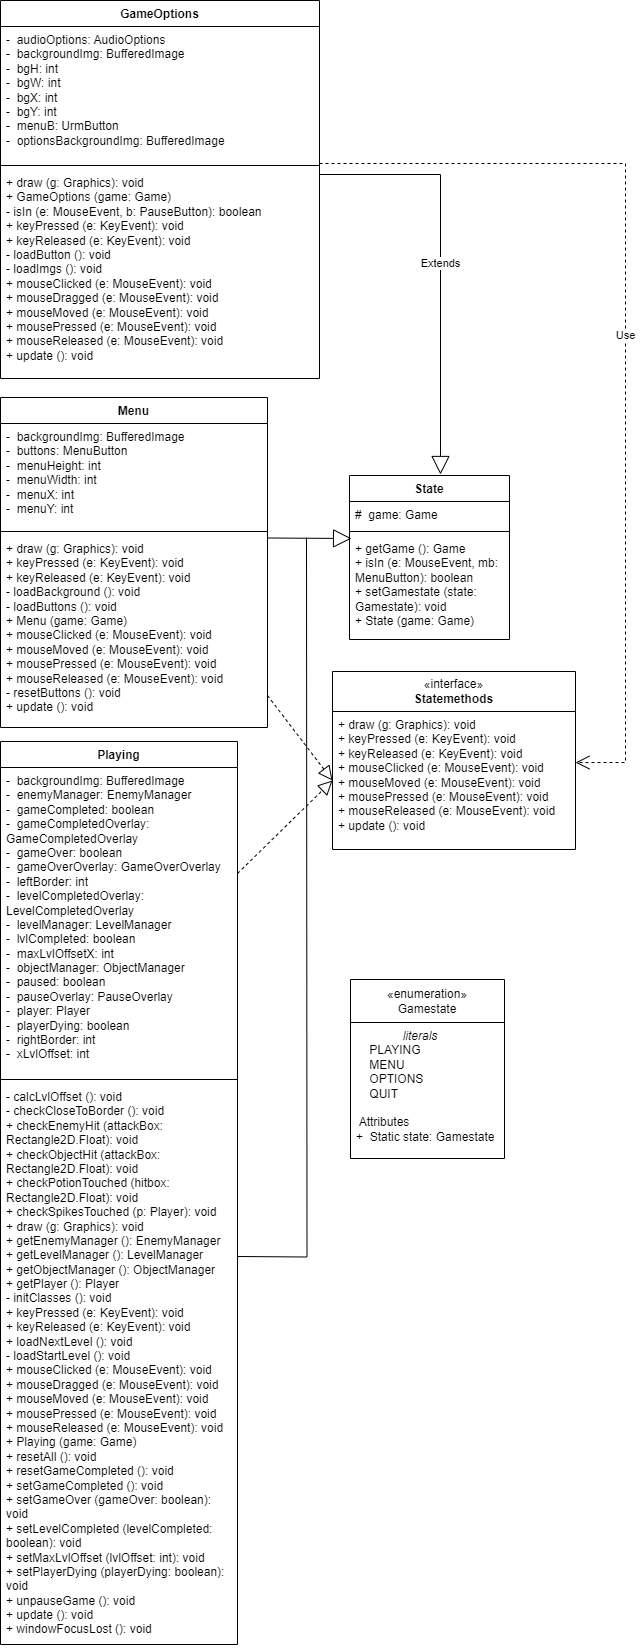 GameOptions
- audioOptions: AudioOptions
- backgroundImg: BufferedImage
- bgH: int
- bgW: int
- bgX: int
- bgY: int
- menuB: UrmButton
- optionsBackgroundImg: BufferedImage
+ draw (g: Graphics): void
+ GameOptions (game: Game)
- isIn (e: MouseEvent, b: PauseButton): boolean
+ keyPressed (e: KeyEvent): void
+ keyReleased (e: KeyEvent): void
- loadButton (): void
- loadImgs (): void
+ mouseClicked (e: MouseEvent): void
+ mouseDragged (e: MouseEvent): void
+ mouseMoved (e: MouseEvent): void
+ mousePressed (e: MouseEvent): void
+ mouseReleased (e: MouseEvent): void
+ update (): void
Extends
Use
Menu
- backgroundImg: BufferedImage
- buttons: MenuButton
- menuHeight: int
- menuWidth: int
- menuX: int
- menuY: int
+ draw (g: Graphics): void
+ keyPressed (e: KeyEvent): void
+ keyReleased (e: KeyEvent): void
- loadBackground (): void
- loadButtons (): void
+ Menu (game: Game)
+ mouseClicked (e: MouseEvent): void
+ mouseMoved (e: MouseEvent): void
+ mousePressed (e: MouseEvent): void
+ mouseReleased (e: MouseEvent): void
- resetButtons (): void
+ update (): void
State
# game: Game
+ getGame (): Game
+ isIn (e: MouseEvent, mb:
MenuButton): boolean
+ setGamestate (state:
Gamestate): void
+ State (game: Game)
«interface»
Statemethods
+ draw (g: Graphics): void
+ keyPressed (e: KeyEvent): void
+ keyReleased (e: KeyEvent): void
+ mouseClicked (e: MouseEvent): void
+ mouseMoved (e: MouseEvent): void
+ mousePressed (e: MouseEvent): void
+ mouseReleased (e: MouseEvent): void
+ update (): void
Playing
- backgroundImg: BufferedImage
- enemyManager: EnemyManager
- gameCompleted: boolean
- gameCompletedOverlay:
GameCompletedOverlay
- gameOver: boolean
- gameOverOverlay: GameOverOverlay
- leftBorder: int
- levelCompletedOverlay:
LevelCompletedOverlay
- levelManager: LevelManager
- lvlCompleted: boolean
- maxLvlOffsetX: int
- objectManager: ObjectManager
- paused: boolean
- pauseOverlay: PauseOverlay
- player: Player
- playerDying: boolean
- rightBorder: int
- xLvlOffset: int
- calcLvlOffset (): void
- checkCloseToBorder (): void
+ checkEnemyHit (attackBox:
Rectangle2D.Float): void
+ checkObjectHit (attackBox:
Rectangle2D.Float): void
+ checkPotionTouched (hitbox:
Rectangle2D.Float): void
+ checkSpikesTouched (p: Player): void
+ draw (g: Graphics): void
+ getEnemyManager (): EnemyManager
+ getLevelManager (): LevelManager
+ getObjectManager (): ObjectManager
+ getPlayer (): Player
- initClasses (): void
+ keyPressed (e: KeyEvent): void
+ keyReleased (e: KeyEvent): void
+ loadNextLevel (): void
- loadStartLevel (): void
+ mouseClicked (e: MouseEvent): void
+ mouseDragged (e: MouseEvent): void
+ mouseMoved (e: MouseEvent): void
+ mousePressed (e: MouseEvent): void
+ mouseReleased (e: MouseEvent): void
+ Playing (game: Game)
+ resetAll (): void
+ resetGameCompleted (): void
+ setGameCompleted (): void
+ setGameOver (gameOver: boolean):
void
+ setLevelCompleted (levelCompleted:
boolean): void
+ setMaxLvlOffset (lvlOffset: int): void
+ setPlayerDying (playerDying: boolean):
void
+ unpauseGame (): void
+ update (): void
+ windowFocusLost (): void
«enumeration»
Gamestate
literals
PLAYING
MENU
OPTIONS
QUIT
Attributes
+ Static state: Gamestate